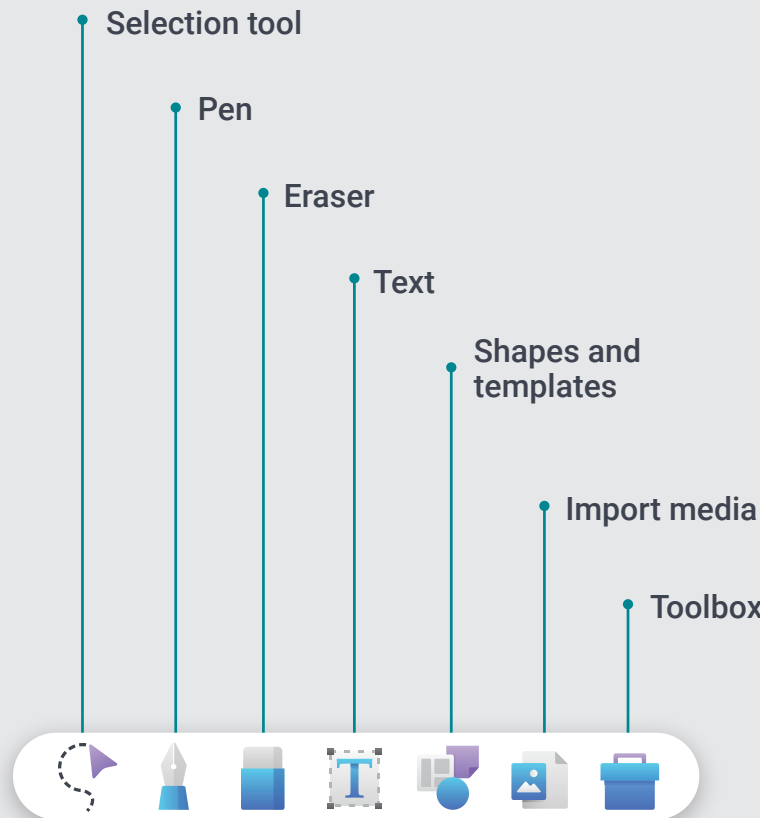 Selection tool
Pen
Eraser
Text
Shapes and
templates
Import media
Toolbox
T